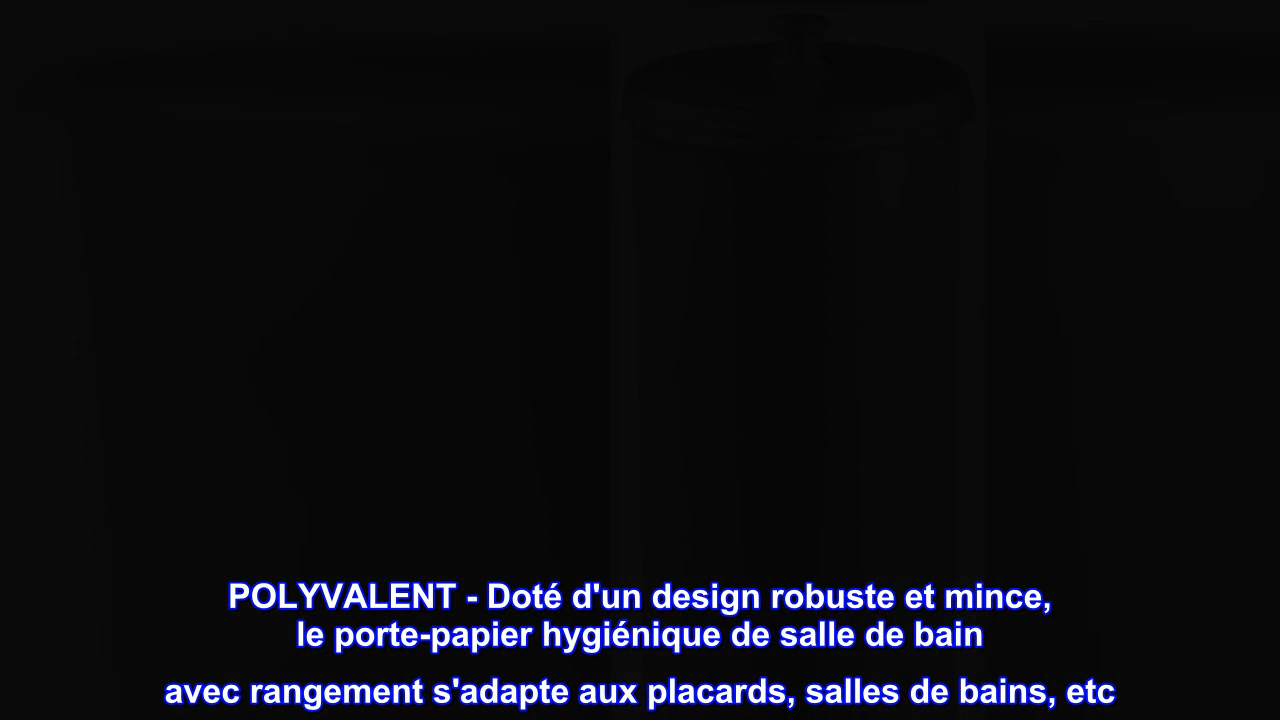 POLYVALENT - Doté d'un design robuste et mince,
le porte-papier hygiénique de salle de bain
avec rangement s'adapte aux placards, salles de bains, etc